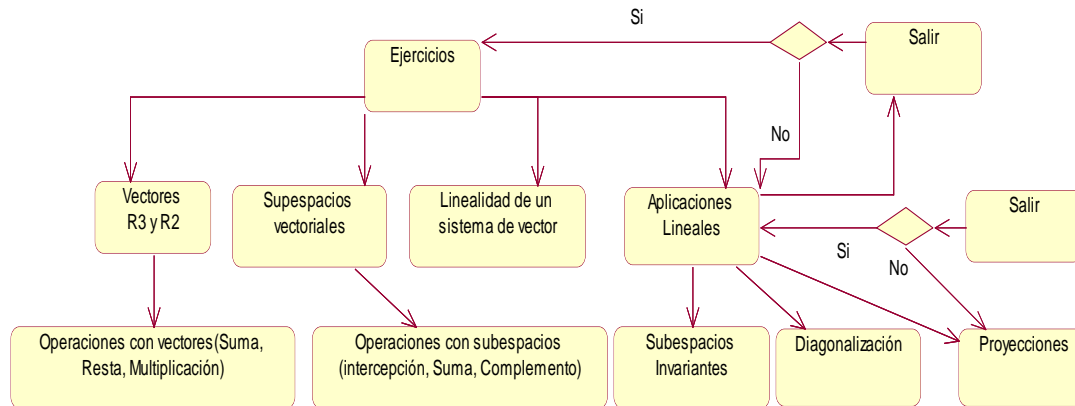 Si
Salir
Ejercicios
No
Vectores
R3 y R2
Supespacios
vectoriales
Linealidad de un
sistema de vector
Aplicaciones
Lineales
Salir
Si
No
Operaciones con vectores(Suma,
Resta, Multiplicación)
Operaciones con subespacios
(intercepción, Suma, Complemento)
Subespacios
Invariantes
Diagonalización
Proyecciones